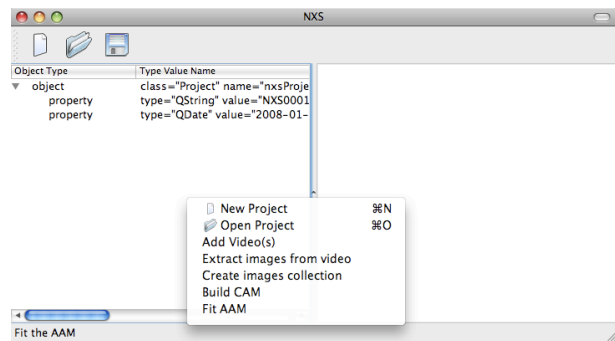 NXS
Object Type Type Value Name
object class="Project" name="nxsProje
property type="QString" value="NXS0001
property type="QDate" value="2008-01-
New Project ⌘N
Open Project ⌘O
Add Video(s)
Extract images from video
Create images collection
Build CAM
Fit AAM
Fit the AAM